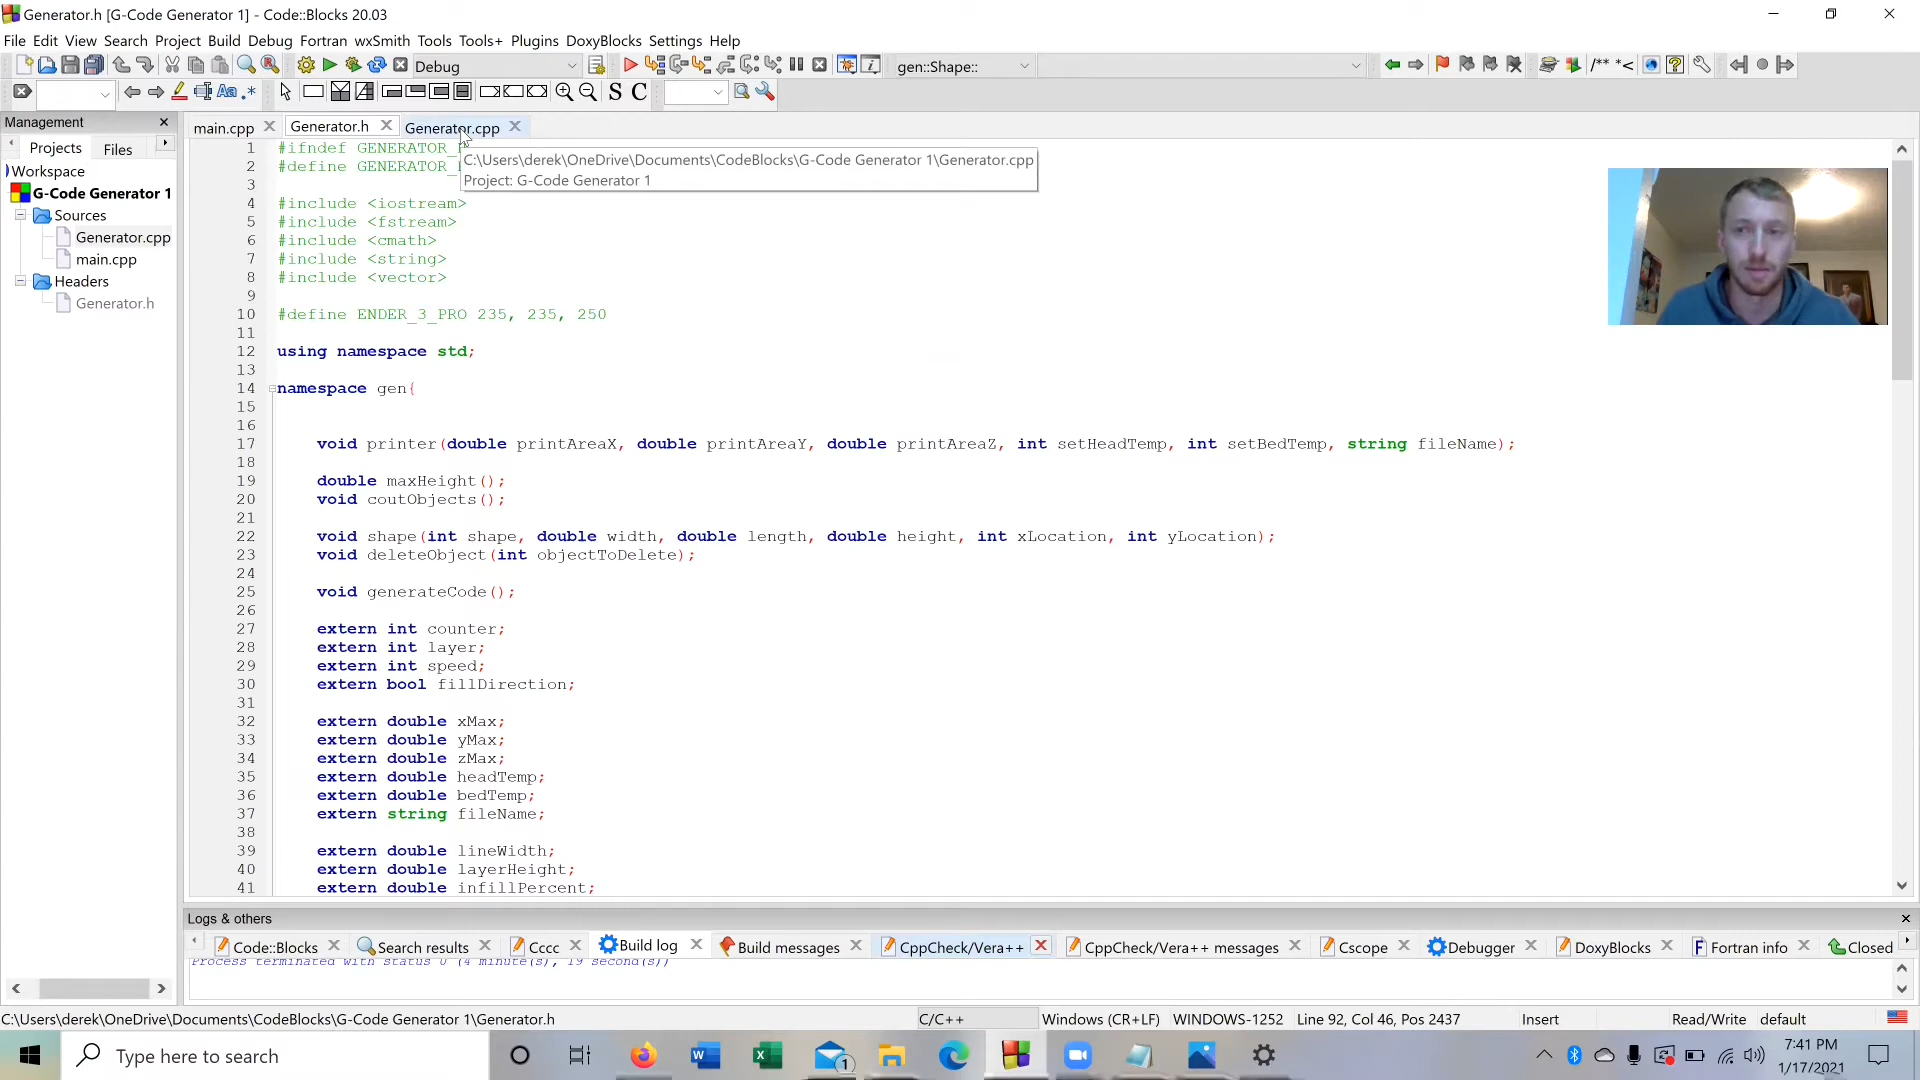 Generator.h [G-Code Generator 1] - Code::Blocks 20.03
File Edit View Search Project Build Debug Fortran wxSmith Tools Tools+ Plugins DoxyBlocks Settings Help
Debug
gen::Shape::
/** *<
Aa .*
S C
Management
Projects
Files
Workspace
G-Code Generator 1
Sources
Generator.cpp
main.cpp
Headers
Generator.h
main.cpp
Generator.h
Generator.cpp
C:\Users\derek\OneDrive\Documents\CodeBlocks\G-Code Generator 1\Generator.cpp
Project: G-Code Generator 1
1 #ifndef GENERATOR_
2 #define GENERATOR_
3
4 #include <iostream>
5 #include <fstream>
6 #include <cmath>
7 #include <string>
8 #include <vector>
9
10 #define ENDER_3_PRO 235, 235, 250
11
12 using namespace std;
13
14 namespace gen{
15
16
17 void printer(double printAreaX, double printAreaY, double printAreaZ, int setHeadTemp, int setBedTemp, string fileName);
18
19 double maxHeight();
20 void coutObjects();
21
22 void shape(int shape, double width, double length, double height, int xLocation, int yLocation);
23 void deleteObject(int objectToDelete);
24
25 void generateCode();
26
27 extern int counter;
28 extern int layer;
29 extern int speed;
30 extern bool fillDirection;
31
32 extern double xMax;
33 extern double yMax;
34 extern double zMax;
35 extern double headTemp;
36 extern double bedTemp;
37 extern string fileName;
38
39 extern double lineWidth;
40 extern double layerHeight;
41 extern double infillPercent;
Logs & others
Code::Blocks
Search results
Cccc
Build log
Build messages
CppCheck/Vera++
CppCheck/Vera++ messages
Cscope
Debugger
DoxyBlocks
Fortran info
Closed
Process terminated with status 0 (4 minute(s), 19 second(s))
C:\Users\derek\OneDrive\Documents\CodeBlocks\G-Code Generator 1\Generator.h
C/C++
Windows (CR+LF)
WINDOWS-1252
Line 92, Col 46, Pos 2437
Insert
Read/Write
default
Type here to search
1
7:41 PM
1/17/2021